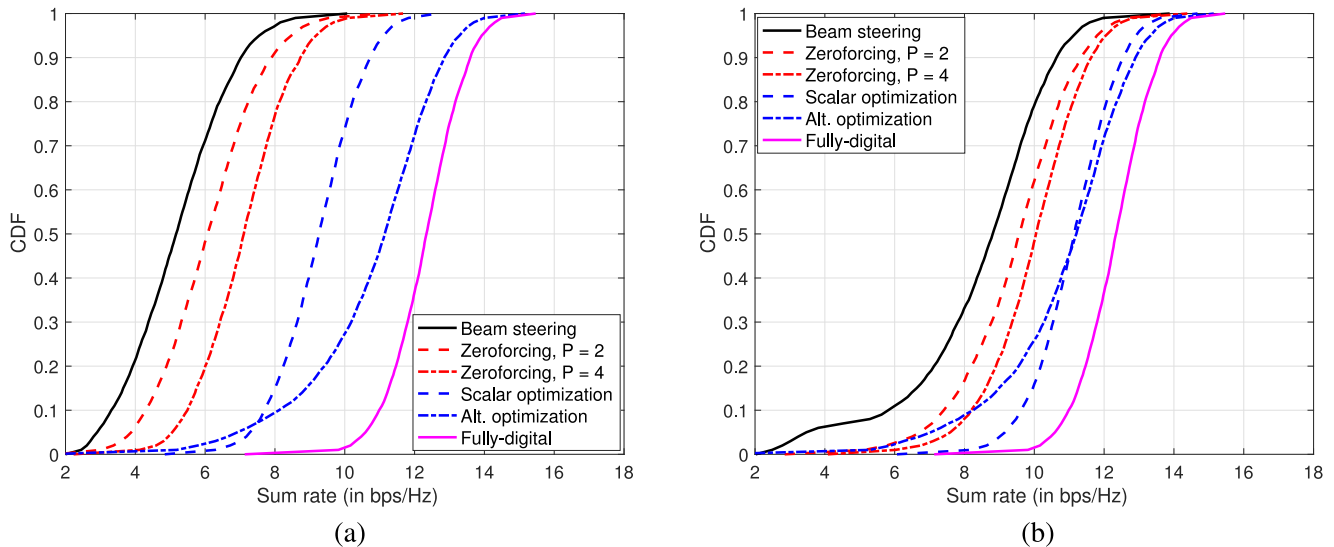 1
0.9
0.8
0.7
0.6
0.5
0.4
0.3
0.2
0.1
0
CDF
2 4 6 8 10 12 14 16 18
Sum rate (in bps/Hz)
Beam steering
Zeroforcing, P = 2
Zeroforcing, P = 4
Scalar optimization
Alt. optimization
Fully-digital
(a)
1
0.9
0.8
0.7
0.6
0.5
0.4
0.3
0.2
0.1
0
CDF
Beam steering
Zeroforcing, P = 2
Zeroforcing, P = 4
Scalar optimization
Alt. optimization
Fully-digital
2 4 6 8 10 12 14 16 18
Sum rate (in bps/Hz)
(b)